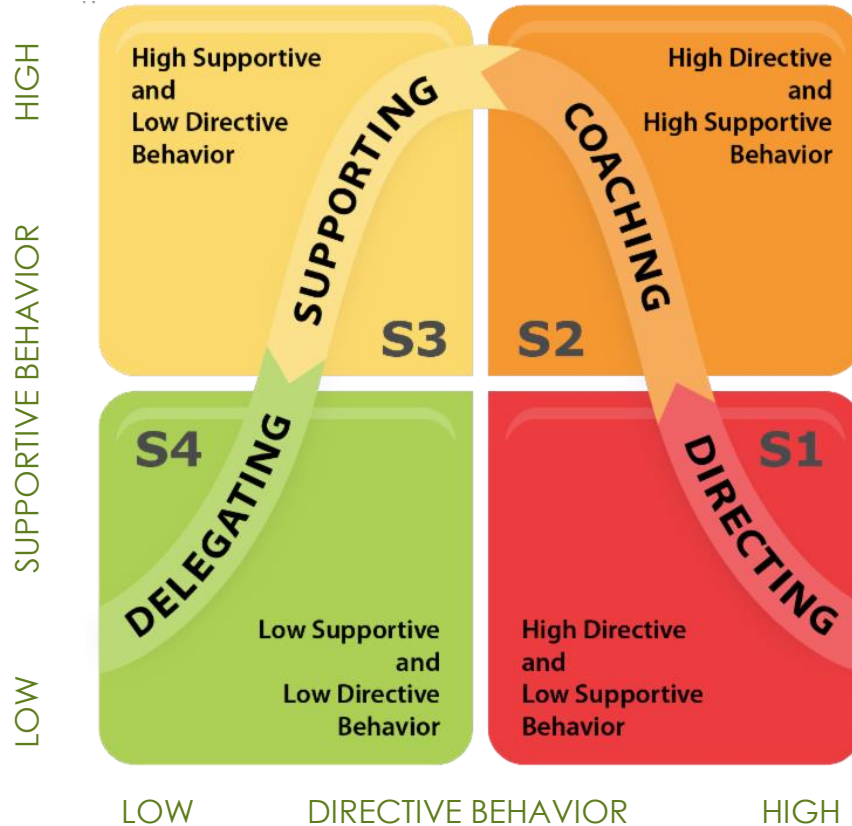 HIGH
SUPPORTIVE BEHAVIOR
LOW
High Supportive
and
Low Directive
Behavior
SUPPORTING
S3
High Directive
and
High Supportive
Behavior
COACHING
S2
S4
DELEGATING
Low Supportive
and
Low Directive
Behavior
S1
DIRECTING
High Directive
and
Low Supportive
Behavior
LOW
DIRECTIVE BEHAVIOR
HIGH